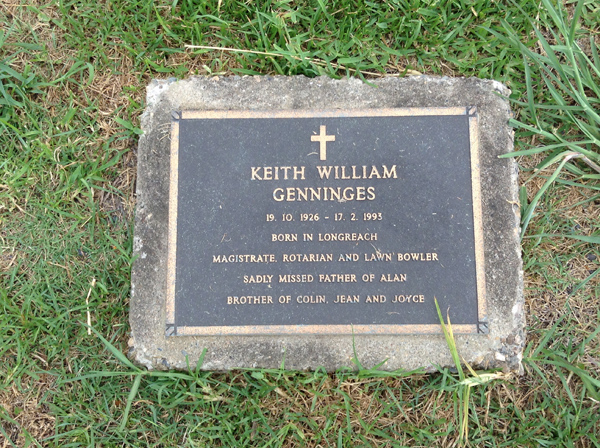 KEITH WILLIAM
GENNINGES
19. 10. 1926 - 17. 2. 1993
BORN IN LONGREACH
MAGISTRATE, ROTARIAN AND LAWN BOWLER
SADLY MISSED FATHER OF ALAN
BROTHER OF COLIN, JEAN AND JOYCE